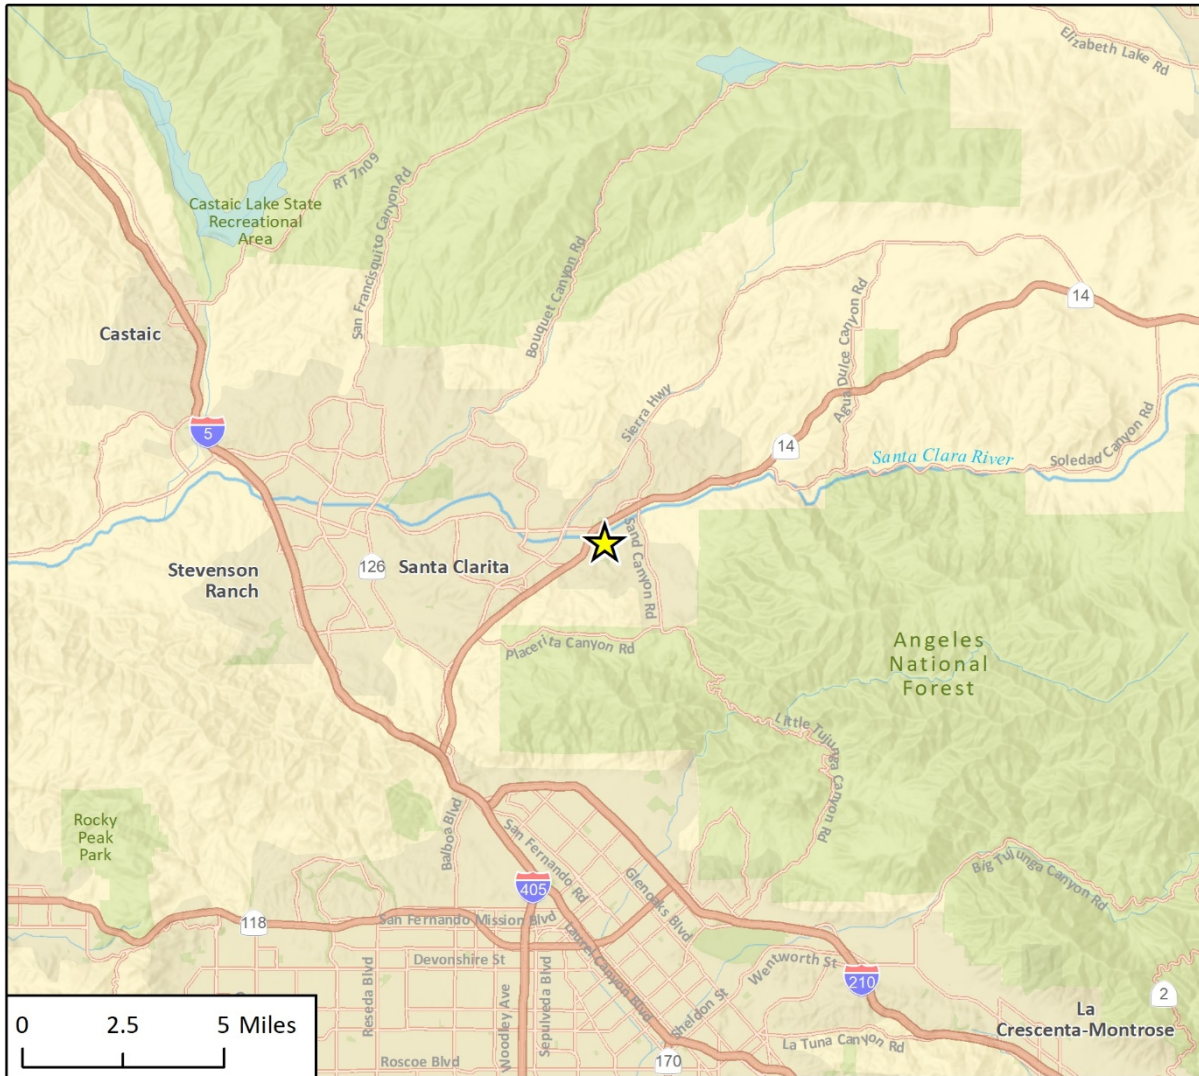 Elizabeth Lake Rd
RT 7n09
Castaic Lake State
Recreational
Area
San Francisquito Canyon Rd
Bouquet Canyon Rd
14
Castaic
Agua Dulce Canyon Rd
Sierra Hwy
5
14
Santa Clara River
Soledad Canyon Rd
Sand Canyon Rd
126
Santa Clarita
Stevenson
Ranch
Placerita Canyon Rd
Angeles
National
Forest
Little Tujunga Canyon Rd
Rocky
Peak
Park
Balboa Blvd
San Fernando Rd
Glenoaks Blvd
Big Tujunga Canyon Rd
405
118
San Fernando Mission Blvd
Laurel Canyon Blvd
Devonshire St
Wentworth St
210
Reseda Blvd
Woodley Ave
Sepulveda Blvd
Sheldon St
2
La
Crescenta-Montrose
La Tuna Canyon Rd
170
Roscoe Blvd
0 2.5 5 Miles